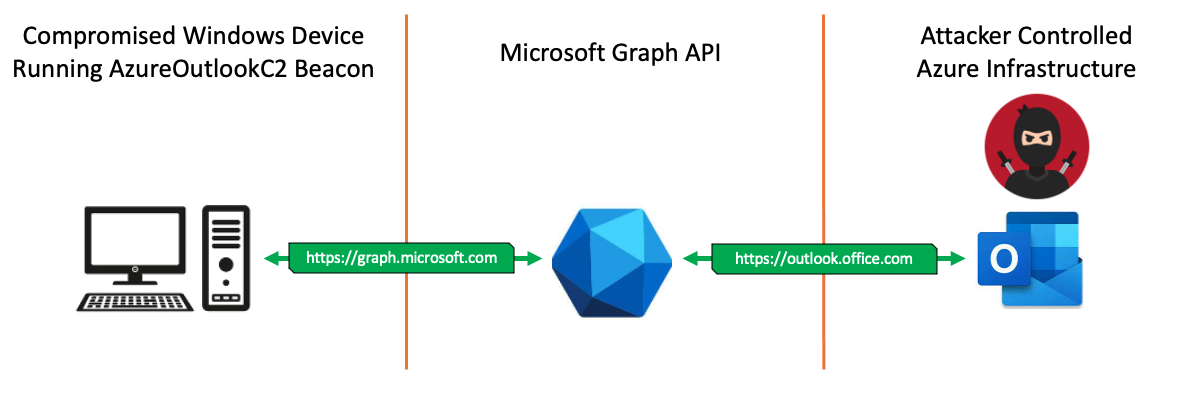 Compromised Windows Device
Running AzureOutlookC2 Beacon
Microsoft Graph API
Attacker Controlled
Azure Infrastructure
https://graph.microsoft.com
https://outlook.office.com
O